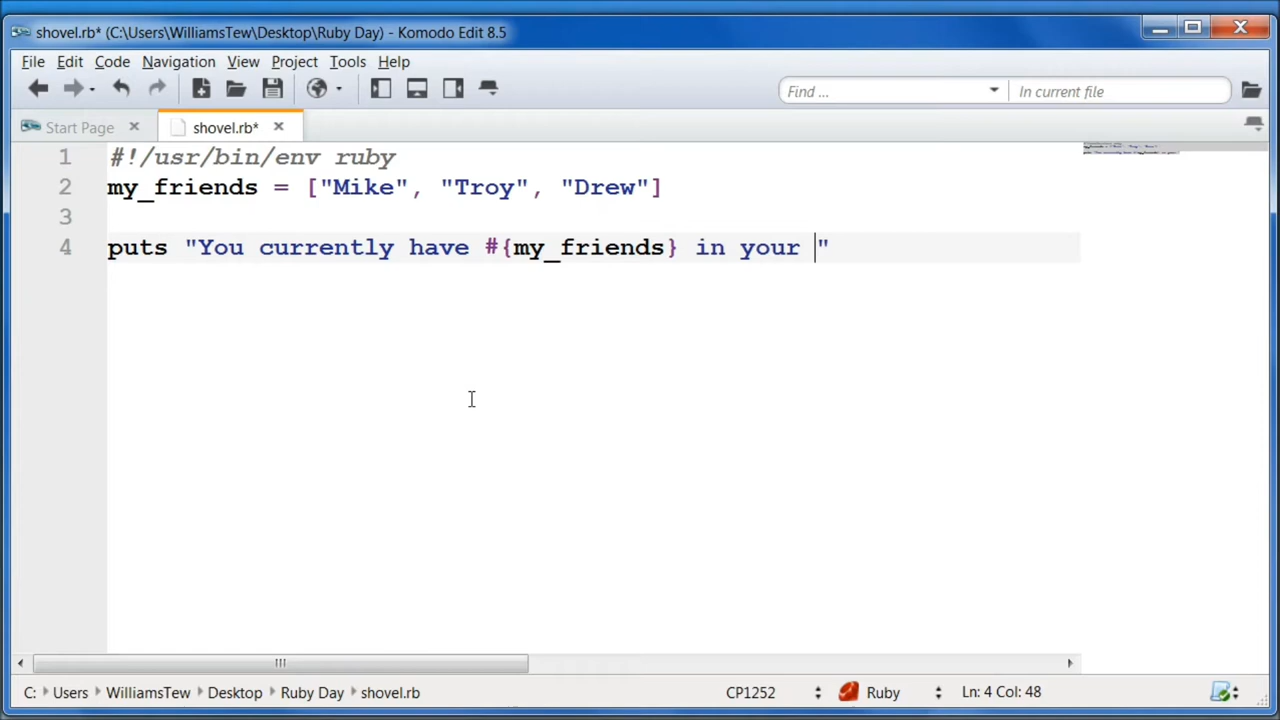 shovel.rb* (C:\Users\WilliamsTew\Desktop\Ruby Day) - Komodo Edit 8.5
File Edit Code Navigation View Project Tools Help
Find ... In current file
Start Page shovel.rb*
1 #!/usr/bin/env ruby
2 my_friends = ["Mike", "Troy", "Drew"]
3
4 puts "You currently have #{my_friends} in your "
C: Users WilliamsTew Desktop Ruby Day shovel.rb CP1252 Ruby Ln: 4 Col: 48